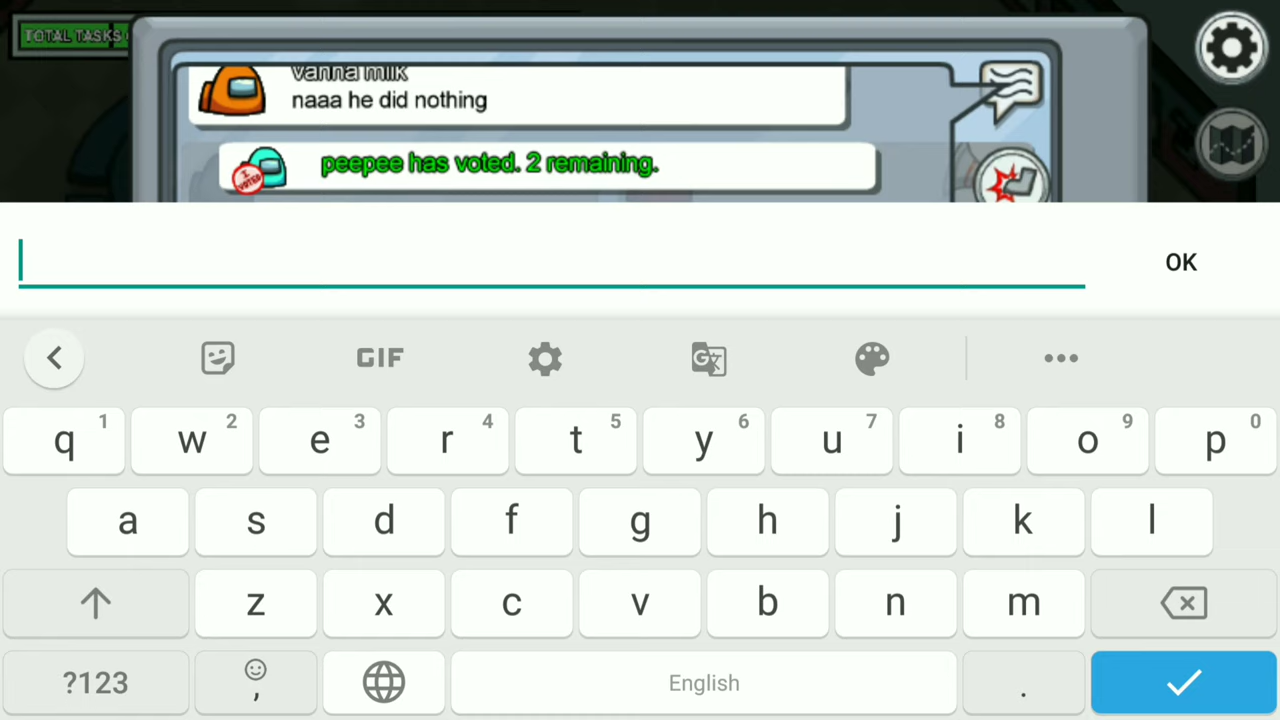 TOTAL TASKS
vanna milk
naaa he did nothing
I VOTED
peepee has voted. 2 remaining.
OK
GIF
q 1 w 2 e 3 r 4 t 5 y 6 u 7 i 8 o 9 p 0
a s d f g h j k l
z x c v b n m
?123 , English .